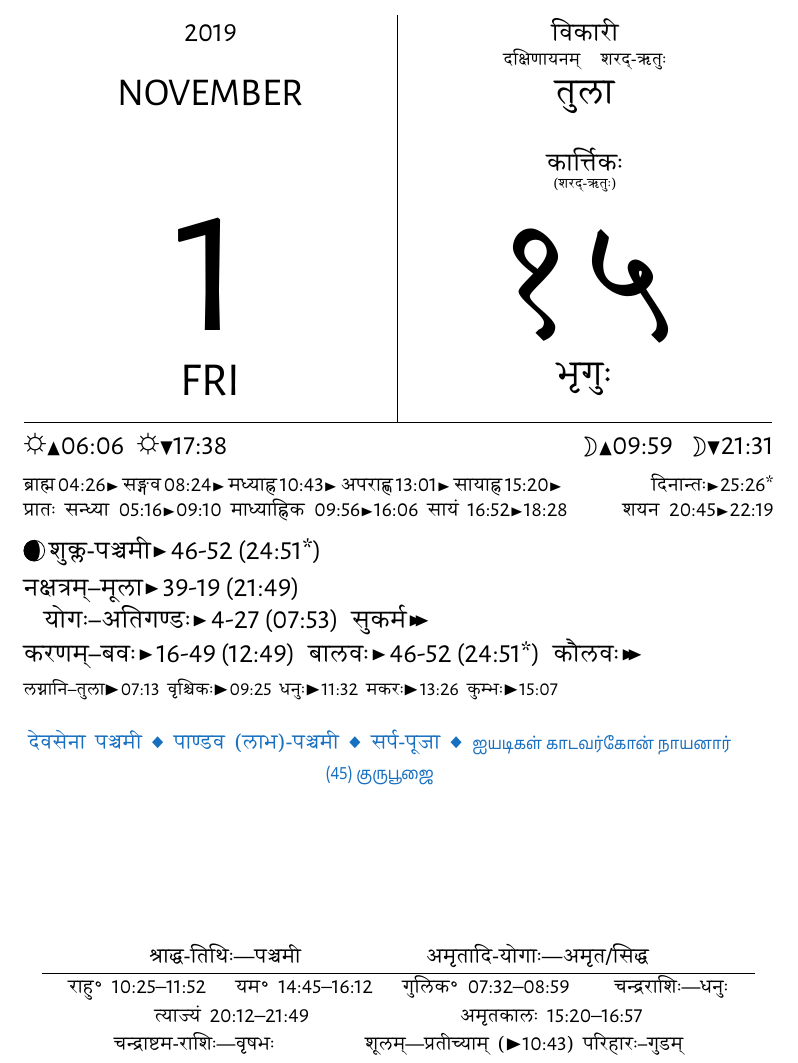 2019
NOVEMBER
1
FRI
विकारी
दक्षिणायनम् शरद्-ऋतुः
तुला
कार्त्तिकः
(शरद्-ऋतुः)
१५
भृगुः
☼▲06:06 ☼▼17:38 ☽▲09:59 ☽▼21:31
ब्राह्म 04:26► सङ्गव 08:24► मध्याह्न 10:43► अपराह्ण 13:01► सायाह्न 15:20► दिनान्तः►25:26*
प्रातः सन्ध्या 05:16►09:10 माध्याह्निक 09:56►16:06 सायं 16:52►18:28 शयन 20:45►22:19
शुक्ल-पञ्चमी►46-52 (24:51*)
नक्षत्रम्–मूला►39-19 (21:49)
योगः–अतिगण्डः►4-27 (07:53) सुकर्म►►
करणम्–बवः►16-49 (12:49) बालवः►46-52 (24:51*) कौलवः►►
लग्नानि–तुला►07:13 वृश्चिकः►09:25 धनुः►11:32 मकरः►13:26 कुम्भः►15:07
देवसेना पञ्चमी ◆ पाण्डव (लाभ)-पञ्चमी ◆ सर्प-पूजा ◆ ஐயடிகள் காடவர்கோன் நாயனார்
(45) குருபூஜை
श्राद्ध-तिथिः—पञ्चमी अमृतादि-योगाः—अमृत/सिद्ध
राहु° 10:25–11:52 यम° 14:45–16:12 गुलिक° 07:32–08:59 चन्द्रराशिः—धनुः
त्याज्यं 20:12–21:49 अमृतकालः 15:20–16:57
चन्द्राष्टम-राशिः—वृषभः शूलम्—प्रतीच्याम् (►10:43) परिहारः–गुडम्